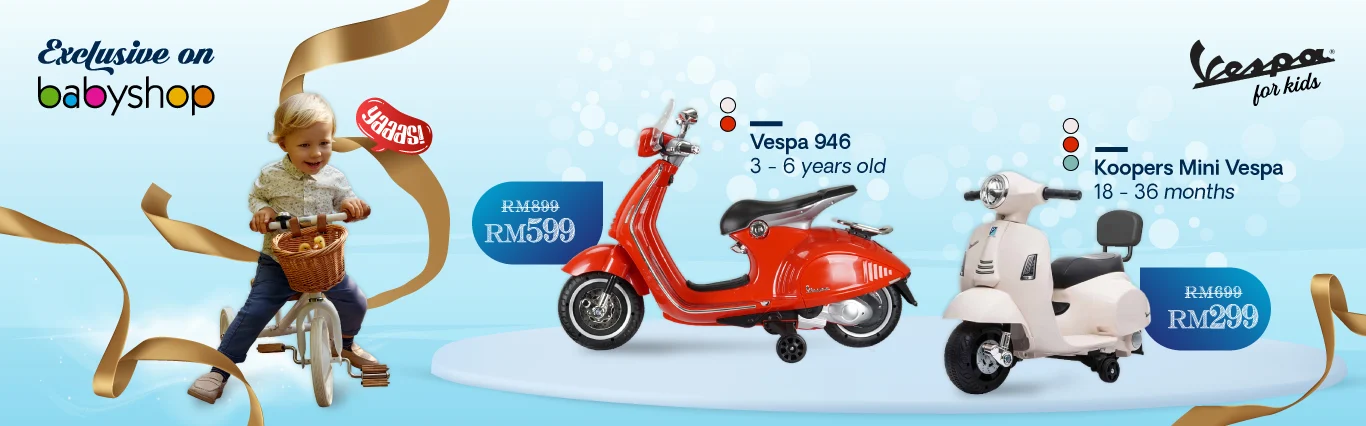 Exclusive on
babyshop
yaaas!
RM899
RM599
Vespa 946
3 - 6 years old
Vespa
for kids
Koopers Mini Vespa
18 - 36 months
RM699
RM299
Vespa